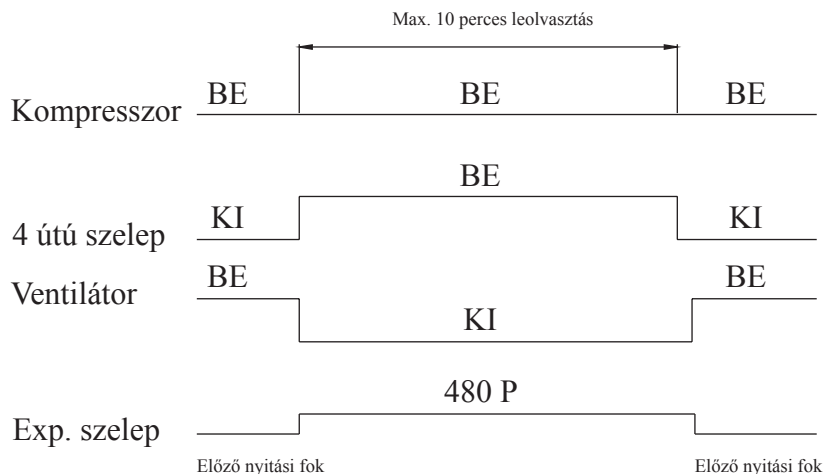 Max. 10 perces leolvasztás
BE BE BE
Kompresszor
BE
KI KI
4 útú szelep
BE BE
Ventilátor
KI
480 P
Exp. szelep
Előző nyitási fok Előző nyitási fok